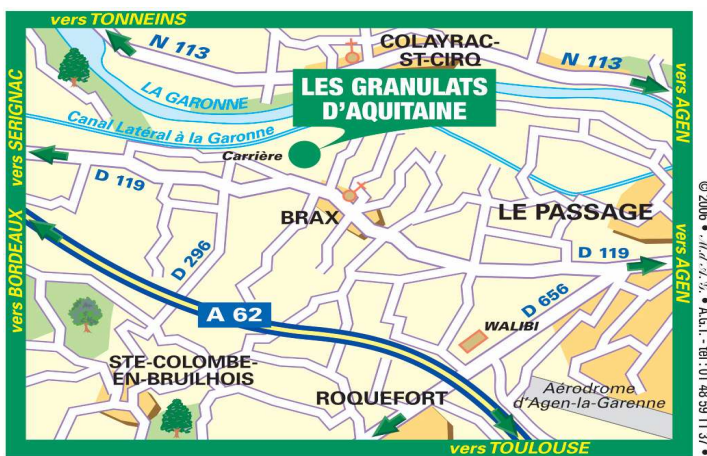 vers TONNEINS
N 113
COLAYRAC-
ST-CIRQ
N 113
vers AGEN
vers SERIGNAC
LA GARONNE
LES GRANULATS
D'AQUITAINE
Canal Latéral à la Garonne
Carrière
D 119
BRAX
LE PASSAGE
D 296
D 119
vers AGEN
vers BORDEAUX
A 62
D 656
WALIBI
STE-COLOMBE-
EN-BRUILHOIS
ROQUEFORT
Aérodrome
d'Agen-la-Garenne
vers TOULOUSE
© 2006 • • A.G.I. - tél : 01 48 59 11 37 •